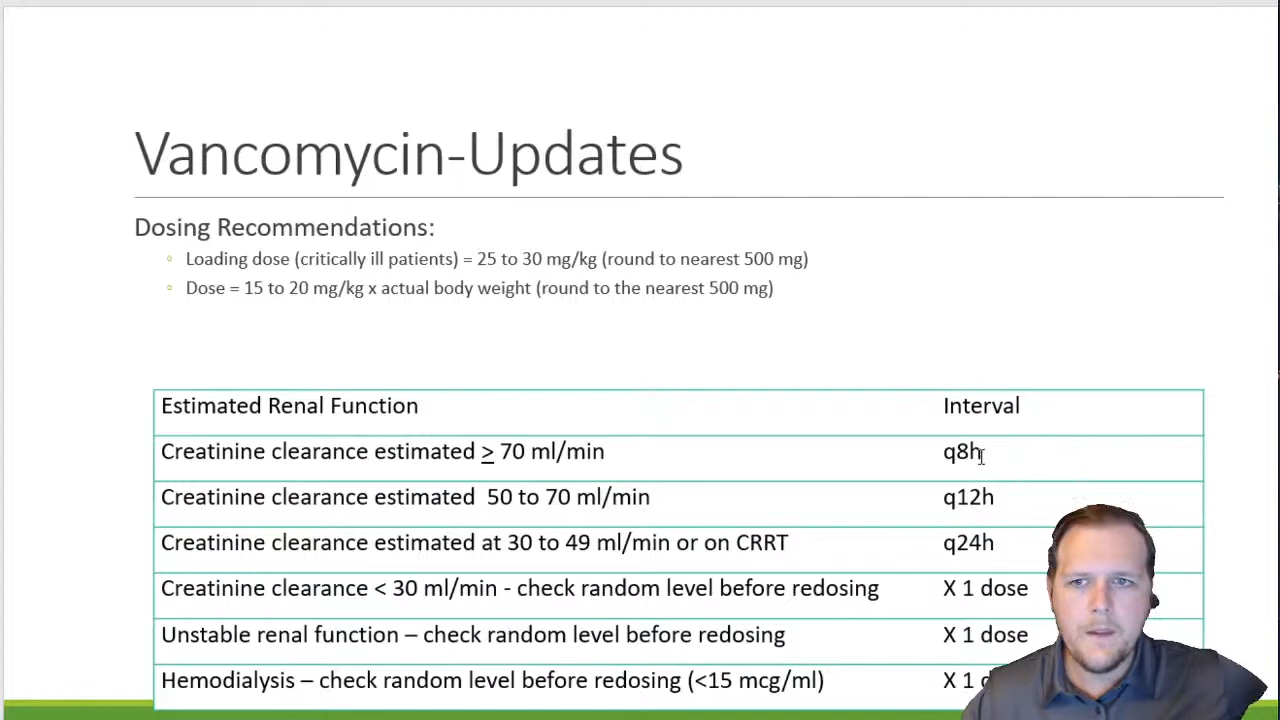 Vancomycin-Updates
Dosing Recommendations:
Loading dose (critically ill patients) = 25 to 30 mg/kg (round to nearest 500 mg)
Dose = 15 to 20 mg/kg x actual body weight (round to the nearest 500 mg)
Estimated Renal Function Interval
Creatinine clearance estimated ≥ 70 ml/min q8h
Creatinine clearance estimated 50 to 70 ml/min q12h
Creatinine clearance estimated at 30 to 49 ml/min or on CRRT q24h
Creatinine clearance < 30 ml/min - check random level before redosing X 1 dose
Unstable renal function – check random level before redosing X 1 dose
Hemodialysis – check random level before redosing (<15 mcg/ml) X 1